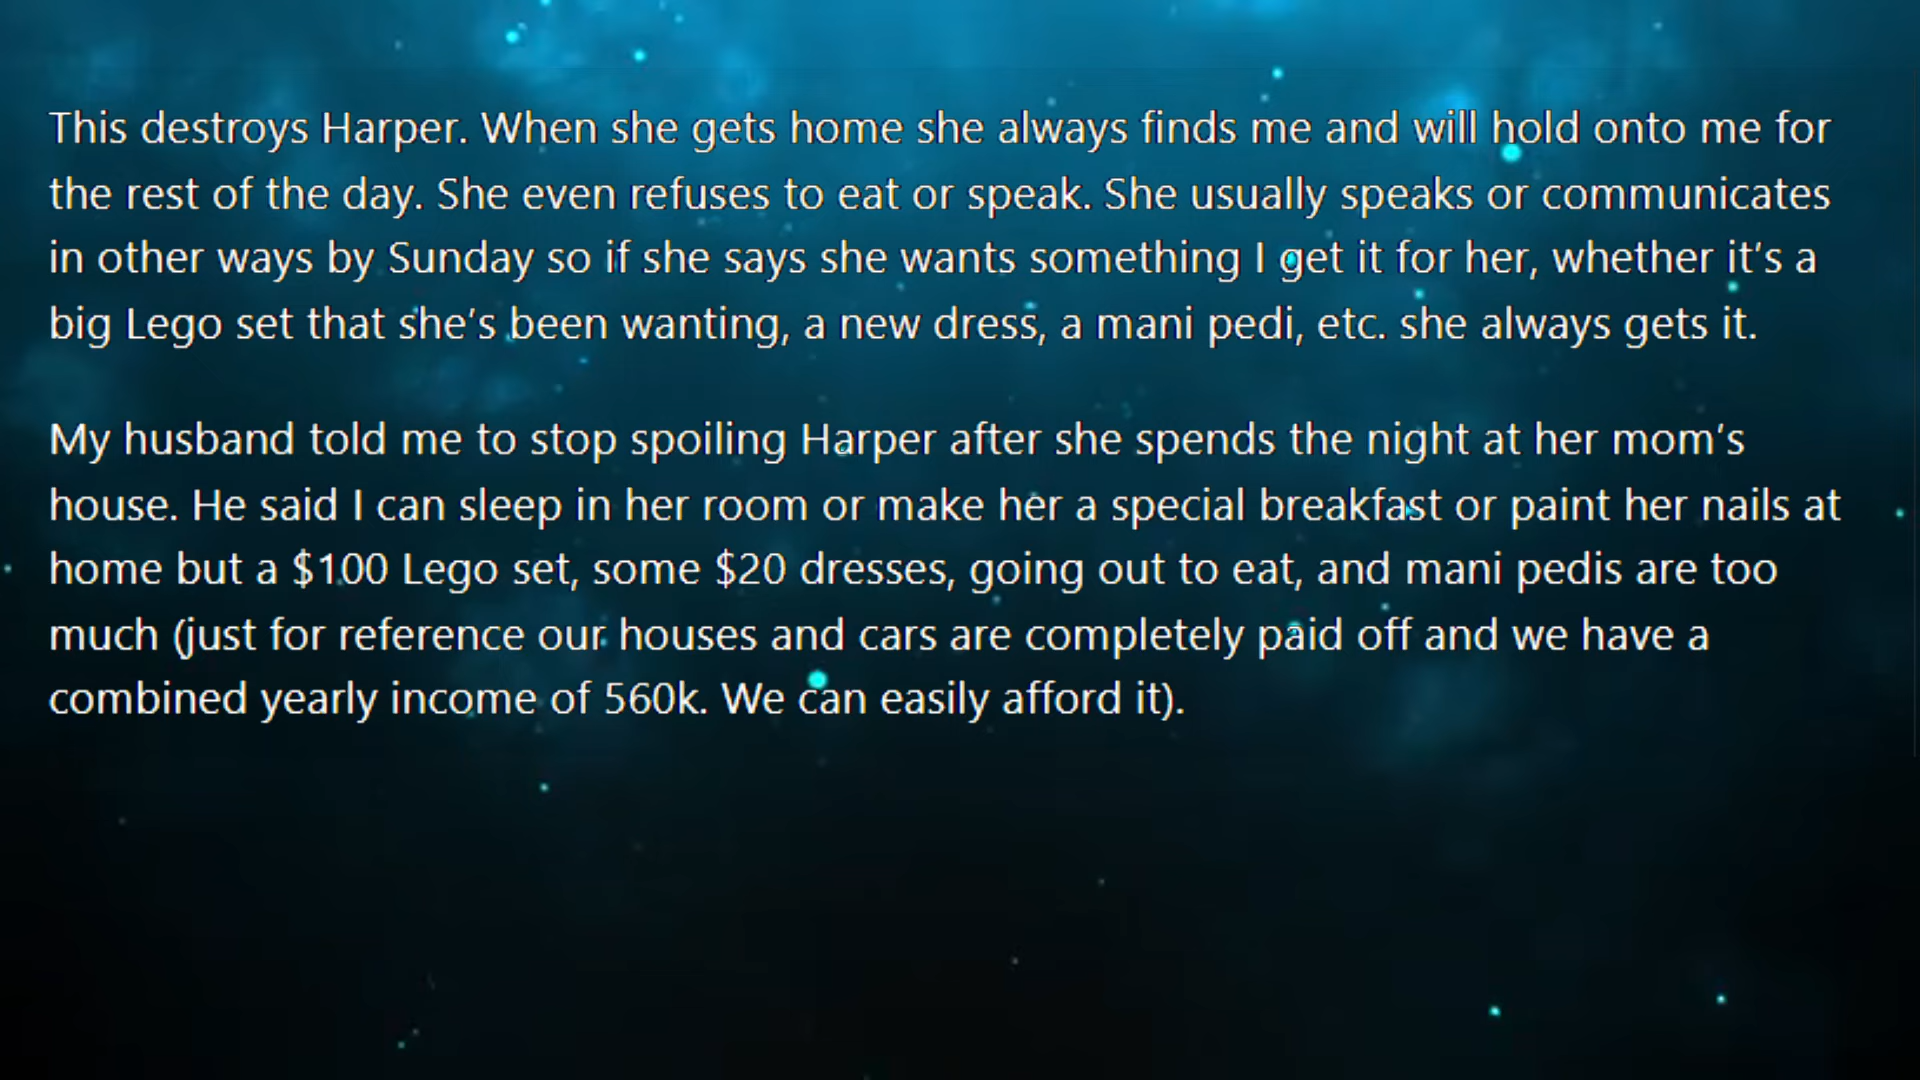 This destroys Harper. When she gets home she always finds me and will hold onto me for
the rest of the day. She even refuses to eat or speak. She usually speaks or communicates
in other ways by Sunday so if she says she wants something I get it for her, whether it’s a
big Lego set that she’s been wanting, a new dress, a mani pedi, etc. she always gets it.
My husband told me to stop spoiling Harper after she spends the night at her mom’s
house. He said I can sleep in her room or make her a special breakfast or paint her nails at
home but a $100 Lego set, some $20 dresses, going out to eat, and mani pedis are too
much (just for reference our houses and cars are completely paid off and we have a
combined yearly income of 560k. We can easily afford it).